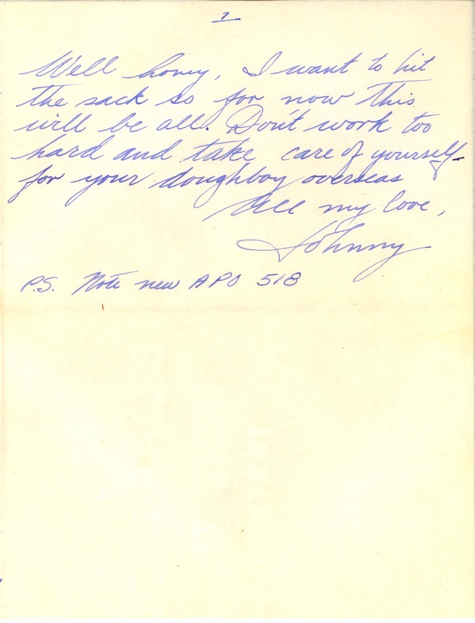 7
Well honey, I want to hit
the sack so for now this
will be all. Don't work too
hard and take care of yourself
for your doughboy overseas
All my love,
Johnny
P.S. Note new APO 518